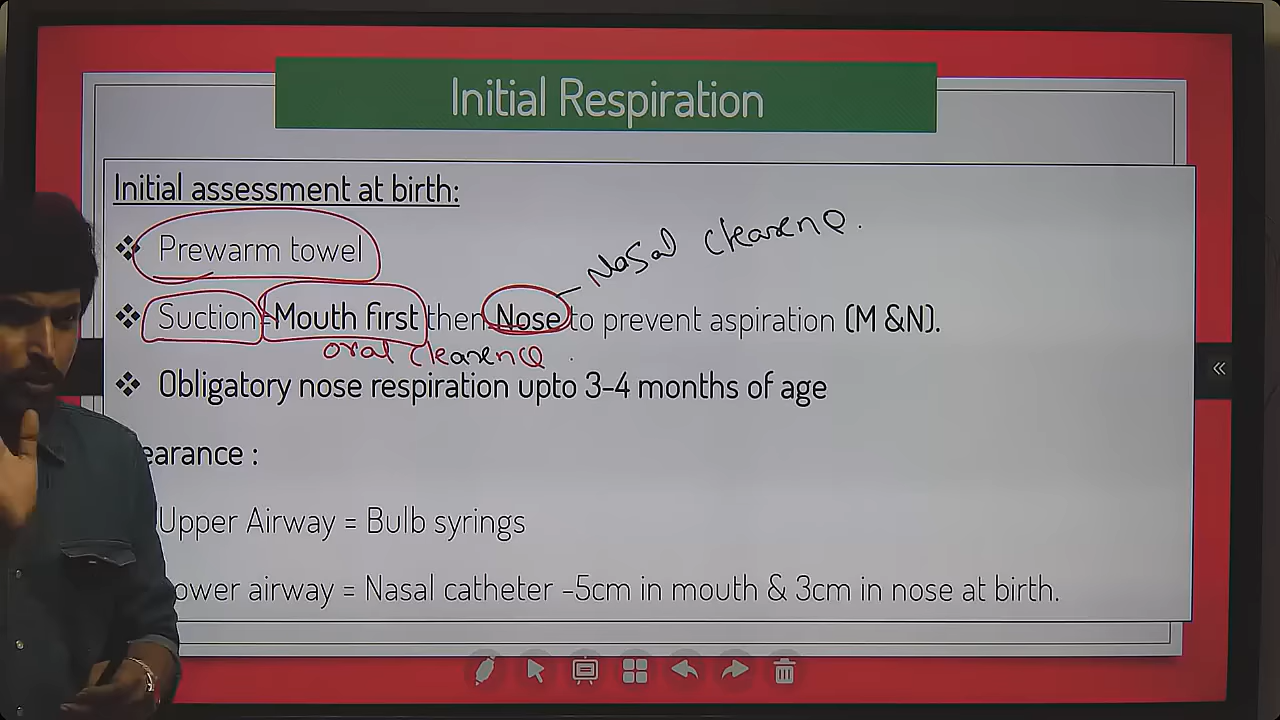 Initial Respiration
Initial assessment at birth:
❖ Prewarm towel
Nasal clearence.
❖ Suction-Mouth first then Nose to prevent aspiration (M &N).
oral clearence
❖ Obligatory nose respiration upto 3-4 months of age
earance :
Upper Airway = Bulb syrings
ower airway = Nasal catheter -5cm in mouth & 3cm in nose at birth.